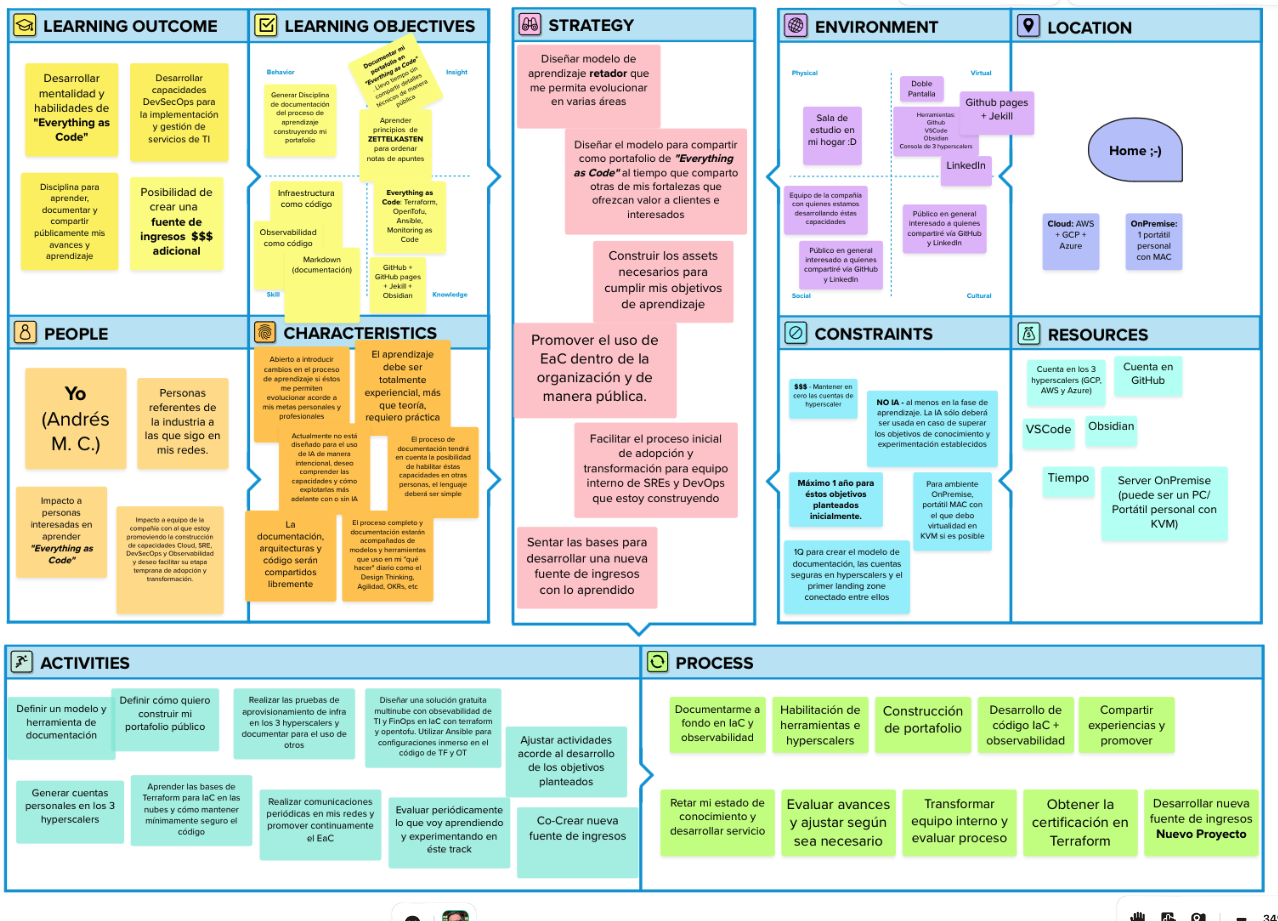 LEARNING OUTCOME
Desarrollar
mentalidad y
habilidades de
"Everything as
Code"
Desarrollar
capacidades
DevSecOps para
la implementación
y gestión de
servicios de TI
Disciplina para
aprender,
documentar y
compartir
públicamente mis
avances y
aprendizaje
Posibilidad de
crear una
fuente de
ingresos $$$
adicional
LEARNING OBJECTIVES
Behavior
Insight
Generar Disciplina
de documentación
del proceso de
aprendizaje
construyendo mi
portafolio
Documentar mi
portafolio en
"Everthing as Code"
. Llevo tiempo sin
compartir detalles
técnicas de manera
pública
Aprender
principios de
ZETTELKASTEN
para ordenar
notas de apuntes
Infraestructura
como código
Observabilidad
como código
Markdown
(documentación)
Everything as
Code: Terraform,
OpenTofu,
Ansible,
Monitoring as
Code
GitHub +
GitHub pages
+ Jekill +
Obsidian
Skill
Knowledge
STRATEGY
Diseñar modelo de
aprendizaje retador que
me permita evolucionar
en varias áreas
Diseñar el modelo para compartir
como portafolio de "Everything
as Code" al tiempo que comparto
otras de mis fortalezas que
ofrezcan valor a clientes e
interesados
Construir los assets
necesarios para
cumplir mis objetivos
de aprendizaje
Promover el uso de
EaC dentro de la
organización y de
manera pública.
Facilitar el proceso inicial
de adopción y
transformación para equipo
interno de SREs y DevOps
que estoy construyendo
Sentar las bases para
desarrollar una nueva
fuente de ingresos
con lo aprendido
ENVIRONMENT
Physical
Virtual
Sala de
estudio en
mi hogar :D
Doble
Pantalla
Herramientas:
Github
VSCode
Obsidian
Console de 3 hyperscalers
Github pages
+ Jekill
LinkedIn
Equipo de la compañía
con quienes estamos
desarrollando éstas
capacidades
Público en general
interesado a quienes
compartiré vía GitHub
y LinkedIn
Público en general
interesado a quienes
compartiré vía GitHub
y LinkedIn
Social
Cultural
LOCATION
Home ;-)
Cloud: AWS
+ GCP +
Azure
OnPremise:
1 portátil
personal
con MAC
PEOPLE
Yo
(Andrés
M. C.)
Personas
referentes de
la industria a
las que sigo en
mis redes.
Impacto a
personas
interesadas en
aprender
"Everything as
Code"
Impacto a equipo de la
compañía con al que estoy
promoviendo la construcción
de capacidades Cloud, SRE,
DevSecOps y Observabilidad
y deseo facilitar su etapa
temprana de adopción y
transformación.
CHARACTERISTICS
Abierto a introducir
cambios en el proceso
de aprendizaje si éstos
me permiten
evolucionar acorde a
mis metas personales y
profesionales
El aprendizaje
debe ser
totalmente
experiencial, más
que teoría,
requiero práctica
Actualmente no está
diseñado para el uso
de IA de manera
intencional, deseo
comprender las
capacidades y cómo
explotarlas más
adelante con o sin IA
El proceso de
documentación tendrá
en cuenta la posibilidad
de habilitar éstas
capacidades en otras
personas, el lenguaje
deberá ser simple
La
documentación,
arquitecturas y
código serán
compartidos
libremente
El proceso completo y
documentación estarán
acompañados de
modelos y herramientas
que uso en mi "qué
hacer" diario como el
Design Thinking,
Agilidad, OKRs, etc
CONSTRAINTS
$$$ - Mantener en
cero las cuentas de
hyperscaler
NO IA - al menos en la fase de
aprendizaje. La IA sólo deberá
ser usada en caso de superar
los objetivos de conocimiento y
experimentación establecidos
Máximo 1 año para
éstos objetivos
planteados
inicialmente.
Para ambiente
OnPremise,
portátil MAC con
el que debo
virtualidad en
KVM si es posible
1Q para crear el modelo de
documentación, las cuentas
seguras en hyperscalers y el
primer landing zone
conectado entre ellos
RESOURCES
Cuenta en los 3
hyperscalers (GCP,
AWS y Azure)
Cuenta en
GitHub
VSCode
Obsidian
Tiempo
Server OnPremise
(puede ser un PC/
Portátil personal con
KVM)
ACTIVITIES
Definir un modelo y
herramienta de
documentación
Definir cómo quiero
construir mi
portafolio público
Realizar las pruebas de
aprovisionamiento de infra
en los 3 hyperscalers y
documentar para el uso de
otros
Diseñar una solución gratuita
multinube con obsevabilidad de
TI y FinOps en IaC con terraform
y opentofu. Utilizar Ansible para
configuraciones inmerso en el
código de TF y OT
Ajustar actividades
acorde al desarrollo
de los objetivos
planteados
Generar cuentas
personales en los 3
hyperscalers
Aprender las bases de
Terraform para IaC en las
nubes y cómo mantener
mínimamente seguro el
código
Realizar comunicaciones
periódicas en mis redes y
promover continuamente
el EaC
Evaluar periódicamente
lo que voy aprendiendo
y experimentando en
éste track
Co-Crear nueva
fuente de ingresos
PROCESS
Documentarme a
fondo en IaC y
observabilidad
Habilitación de
herramientas e
hyperscalers
Construcción
de portafolio
Desarrollo de
código IaC +
observabilidad
Compartir
experiencias y
promover
Retar mi estado de
conocimiento y
desarrollar servicio
Evaluar avances
y ajustar según
sea necesario
Transformar
equipo interno y
evaluar proceso
Obtener la
certificación en
Terraform
Desarrollar nueva
fuente de ingresos
Nuevo Proyecto